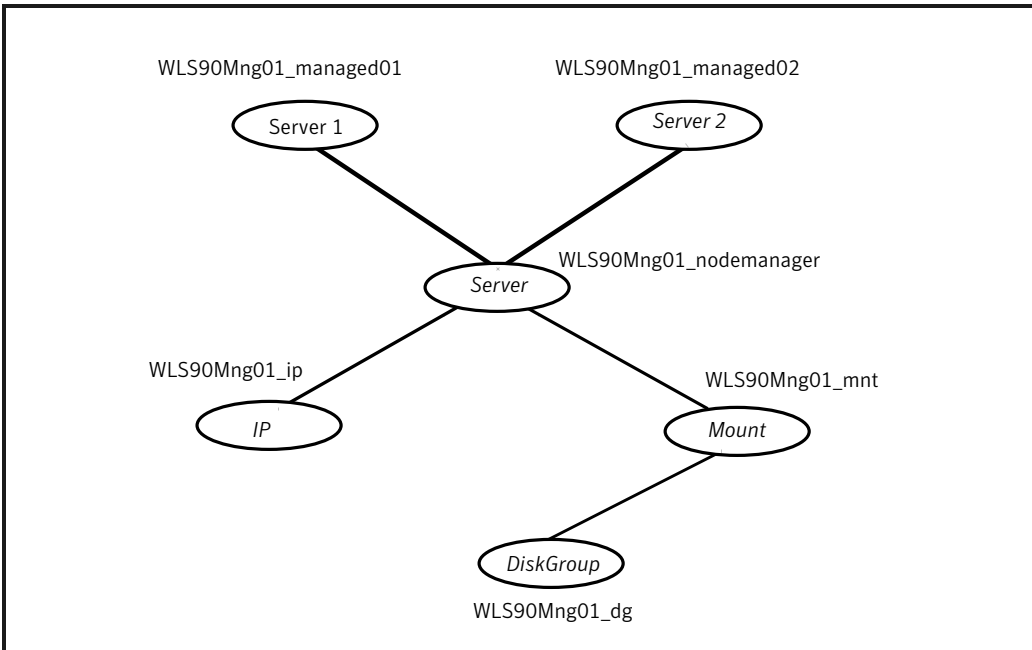 WLS90Mng01_managed01
WLS90Mng01_managed02
Server 1
Server 2
WLS90Mng01_nodemanager
Server
WLS90Mng01_ip
WLS90Mng01_mnt
IP
Mount
DiskGroup
WLS90Mng01_dg